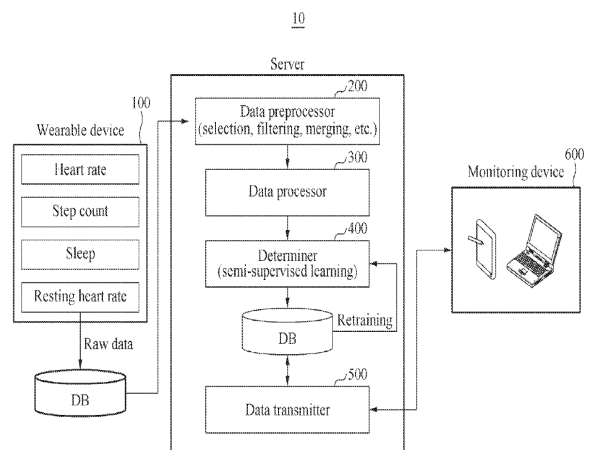 10
Server
200
Data preprocessor
(selection, filtering, merging, etc.)
100
Wearable device
Heart rate
Step count
Sleep
Resting heart rate
Raw data
DB
300
Data processor
400
Determiner
(semi-supervised learning)
Retraining
DB
500
Data transmitter
600
Monitoring device